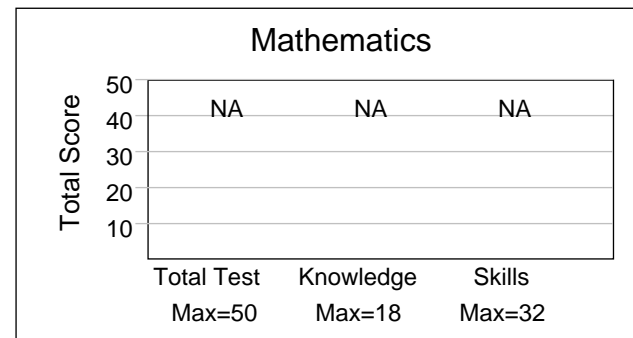 Mathematics
Total Score
50
40
30
20
10
NA NA NA
Total Test Knowledge Skills
Max=50 Max=18 Max=32